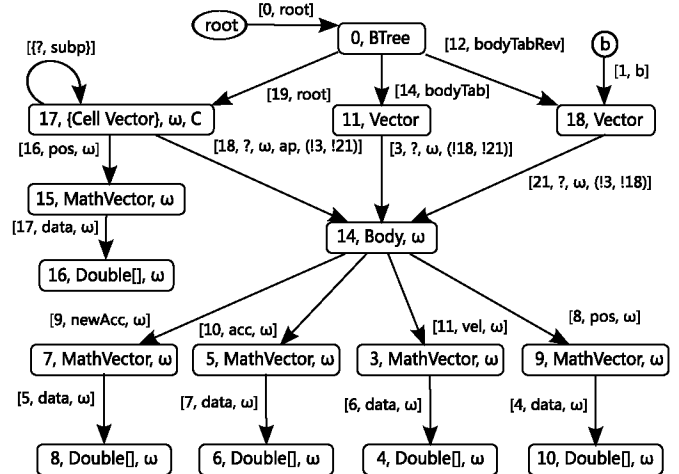 [0, root]
root
0, BTree
[12, bodyTabRev]
b
[{?, subp}]
[1, b]
[19, root]
[14, bodyTab]
17, {Cell Vector}, ω, C
11, Vector
18, Vector
[16, pos, ω]
[18, ?, ω, ap, (!3, !21)]
[3, ?, ω, (!18, !21)]
[21, ?, ω, (!3, !18)]
15, MathVector, ω
[17, data, ω]
14, Body, ω
16, Double[], ω
[9, newAcc, ω]
[10, acc, ω]
[11, vel, ω]
[8, pos, ω]
7, MathVector, ω
5, MathVector, ω
3, MathVector, ω
9, MathVector, ω
[5, data, ω]
[7, data, ω]
[6, data, ω]
[4, data, ω]
8, Double[], ω
6, Double[], ω
4, Double[], ω
10, Double[], ω